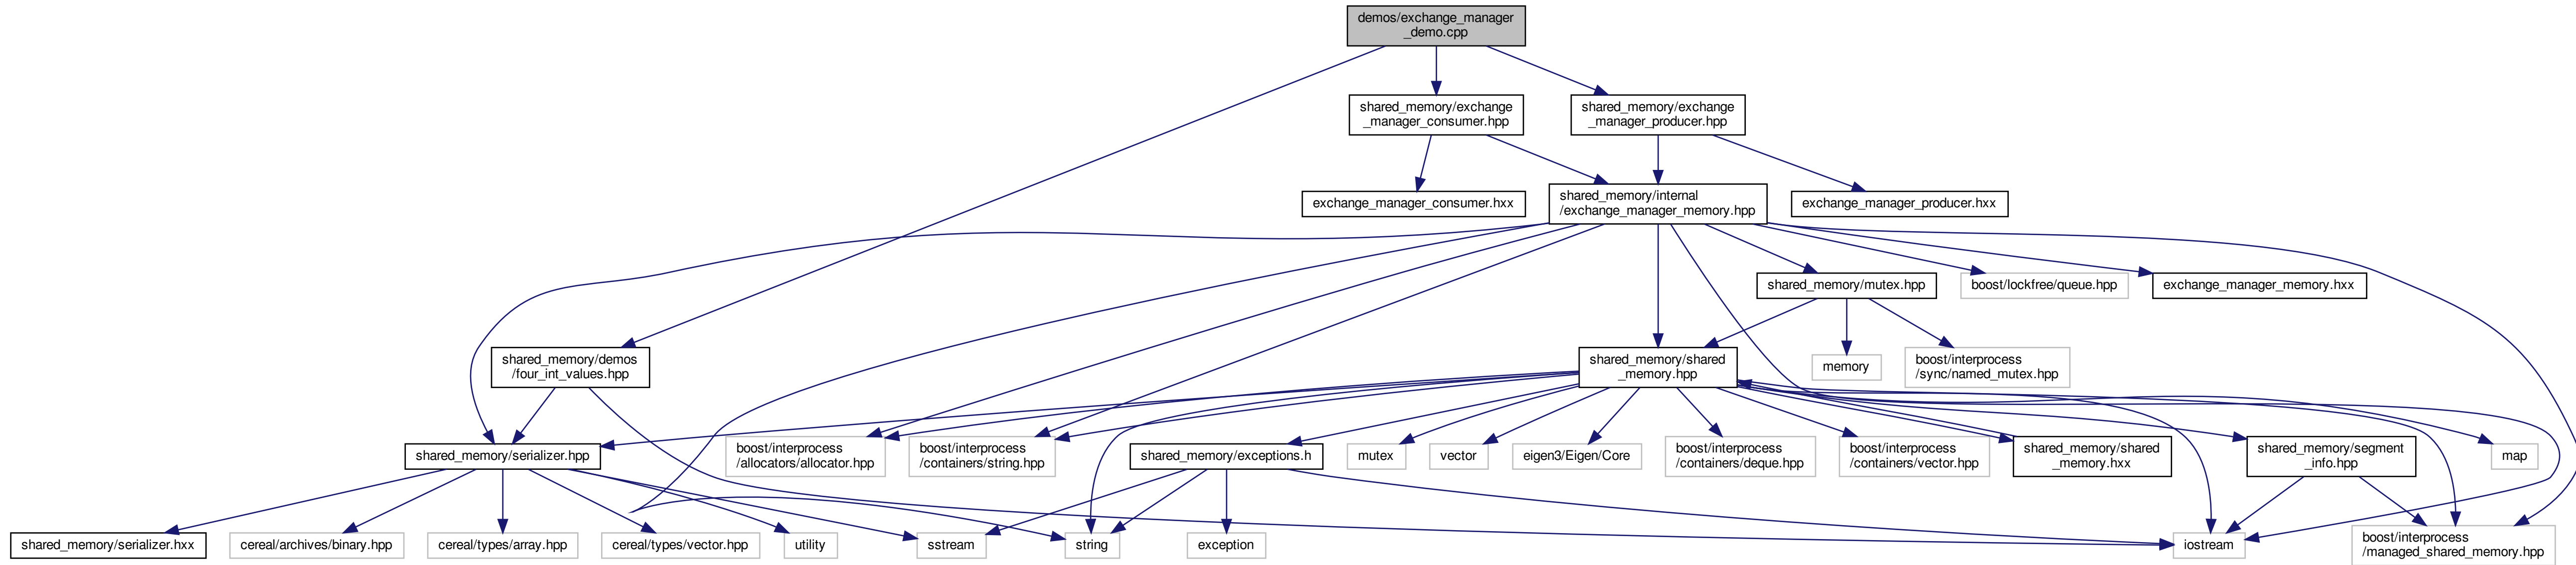 demos/exchange_manager
_demo.cpp
shared_memory/exchange
_manager_consumer.hpp
shared_memory/exchange
_manager_producer.hpp
exchange_manager_consumer.hxx
shared_memory/internal
/exchange_manager_memory.hpp
exchange_manager_producer.hxx
shared_memory/mutex.hpp
boost/lockfree/queue.hpp
exchange_manager_memory.hxx
shared_memory/demos
/four_int_values.hpp
shared_memory/shared
_memory.hpp
memory
boost/interprocess
/sync/named_mutex.hpp
shared_memory/serializer.hpp
boost/interprocess
/allocators/allocator.hpp
boost/interprocess
/containers/string.hpp
shared_memory/exceptions.h
mutex
vector
eigen3/Eigen/Core
boost/interprocess
/containers/deque.hpp
boost/interprocess
/containers/vector.hpp
shared_memory/shared
_memory.hxx
shared_memory/segment
_info.hpp
map
shared_memory/serializer.hxx
cereal/archives/binary.hpp
cereal/types/array.hpp
cereal/types/vector.hpp
utility
sstream
string
exception
iostream
boost/interprocess
/managed_shared_memory.hpp